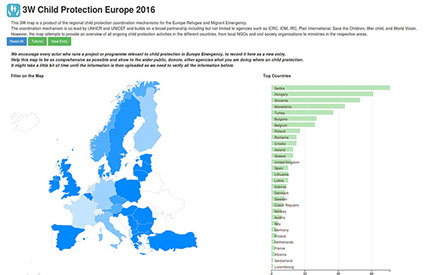 3W Child Protection Europe 2016
This 3W map is a product of the regional child protection coordination mechanisms for the Europe Refugee and Migrant Emergency.
The coordination mechanism is co-lead by UNHCR and UNICEF and builds on a broad partnership including but not limited to agencies such as ICRC, IOM, IRC, Plan International, Save the Children, War child, and World Vision.
However, the map attempts to provide an overview of all ongoing child protection activities in the different countries, from local NGOs and civil society organisations to ministries in the respective areas.
Reset All Tutorial New Entry
We encourage every actor who runs a project or programme relevant to child protection in Europe Emergency, to record it here as a new entry.
Help this map to be as comprehensive as possible and show to the wider public, donors, other agencies what you are doing where on child protection.
It might take a little bit of time until the information is then uploaded as we need to verify all the information before.
Filter on the Map
Top Countries
Serbia
Hungary
Slovenia
Macedonia
Turkey
Bulgaria
Belgium
Poland
Romania
Croatia
Ireland
Greece
United Kingdom
Spain
Lithuania
Latvia
Estonia
Denmark
Sweden
Czech Republic
Norway
Austria
Italy
Germany
Finland
Netherlands
France
Albania
Switzerland
Luxembourg
0 20 40 60